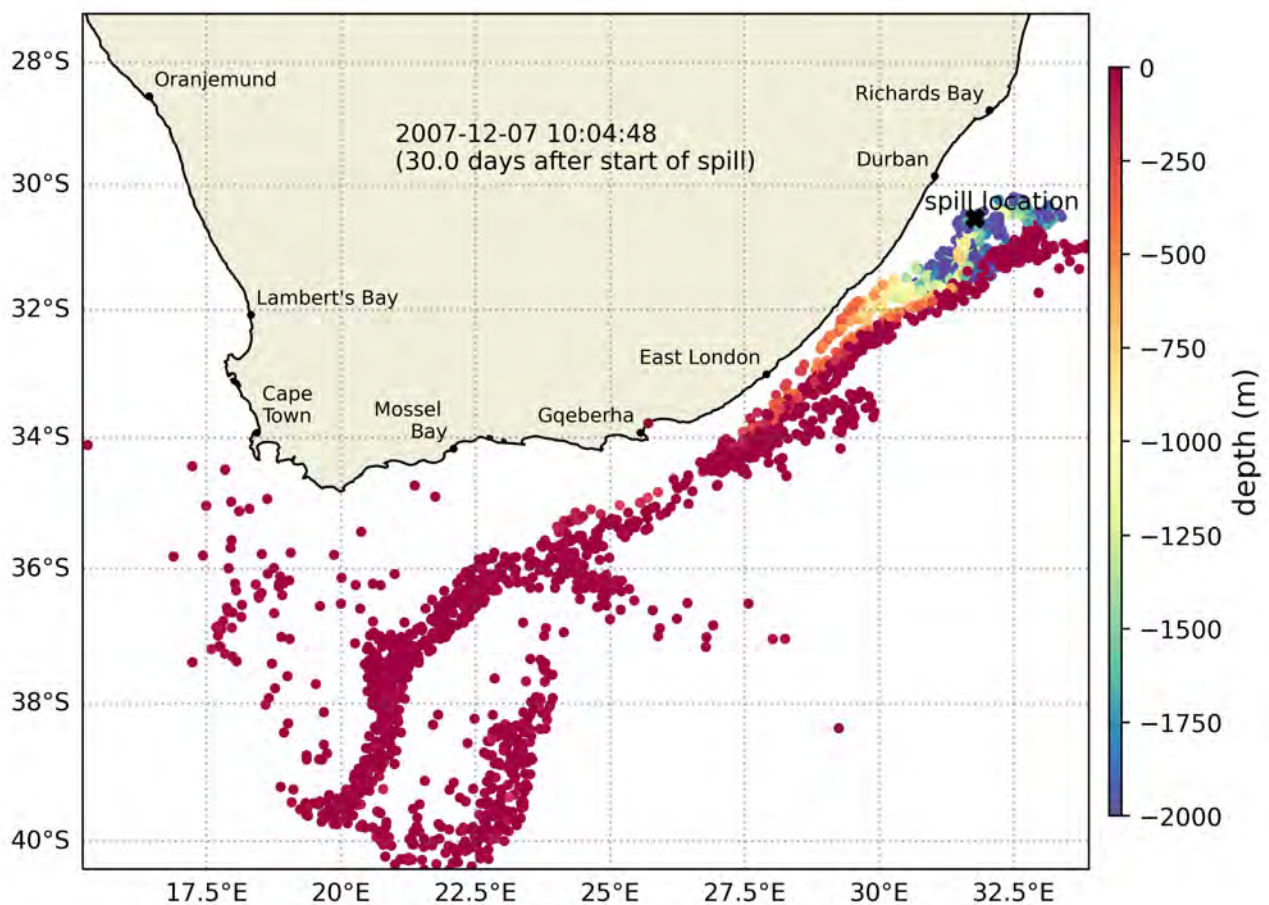 28°S
30°S
32°S
34°S
36°S
38°S
40°S
Oranjemund
2007-12-07 10:04:48
(30.0 days after start of spill)
Richards Bay
Durban
spill location
Lambert's Bay
East London
Cape
Town
Mossel
Bay
Gqeberha
17.5°E
20°E
22.5°E
25°E
27.5°E
30°E
32.5°E
0
−250
−500
−750
−1000
−1250
−1500
−1750
−2000
depth (m)